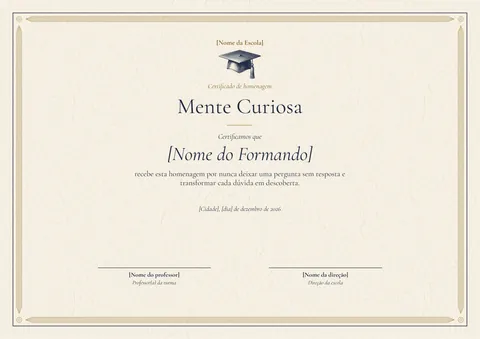 [Nome da Escola]
Certificado de homenagem
Mente Curiosa
Certificamos que
[Nome do Formando]
recebe esta homenagem por nunca deixar uma pergunta sem resposta e
transformar cada dúvida em descoberta.
[Cidade], [dia] de dezembro de 2026
[Nome do professor] [Nome da direção]
Professor(a) da turma Direção da escola